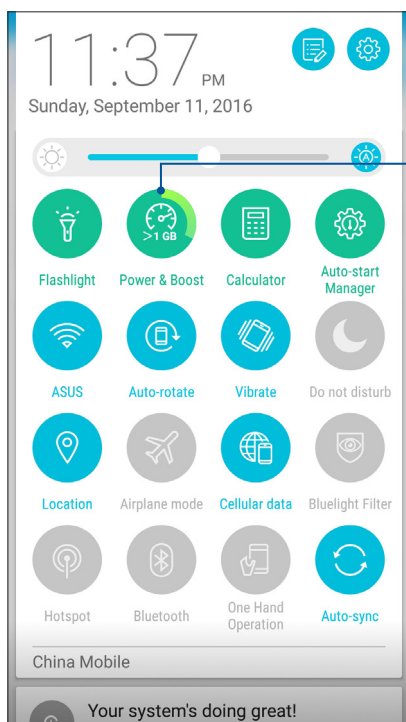 11:37 PM
Sunday, September 11, 2016
A
>1 GB
Flashlight Power & Boost Calculator Auto-start Manager
ASUS Auto-rotate Vibrate Do not disturb
Location Airplane mode Cellular data Bluelight Filter
Hotspot Bluetooth One Hand Operation Auto-sync
China Mobile
Your system's doing great!